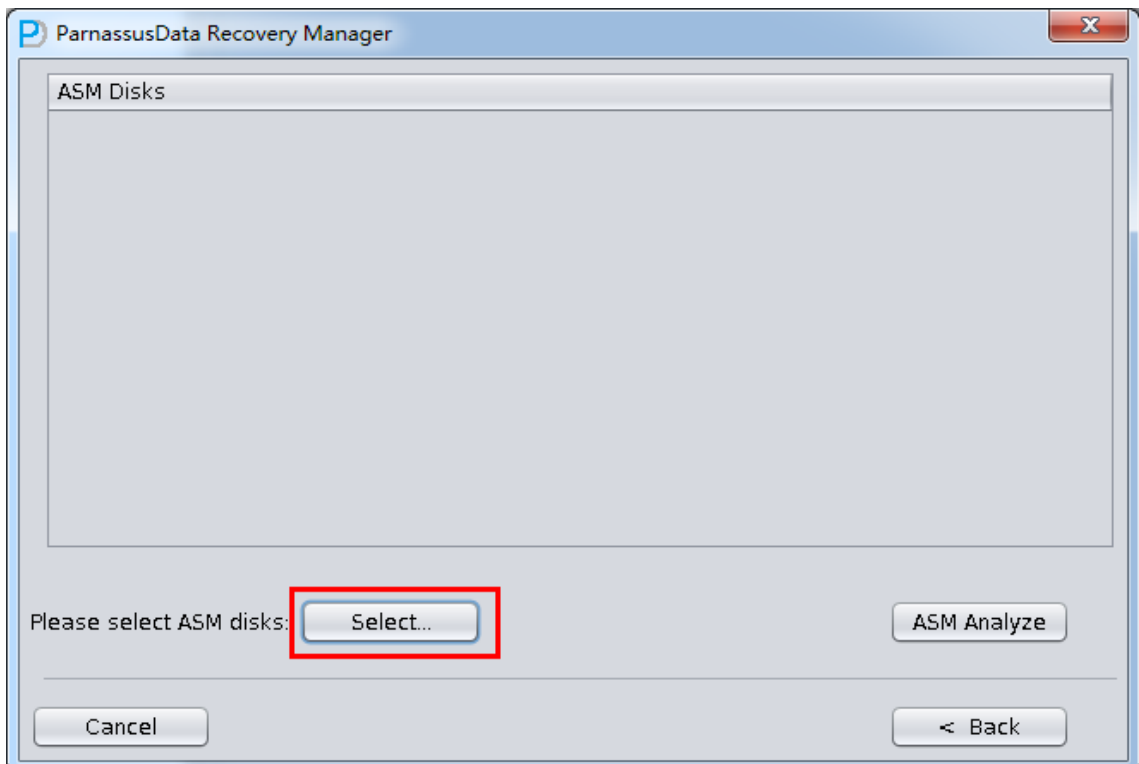 ParnassusData Recovery Manager
ASM Disks
Please select ASM disks: Select... ASM Analyze
Cancel < Back